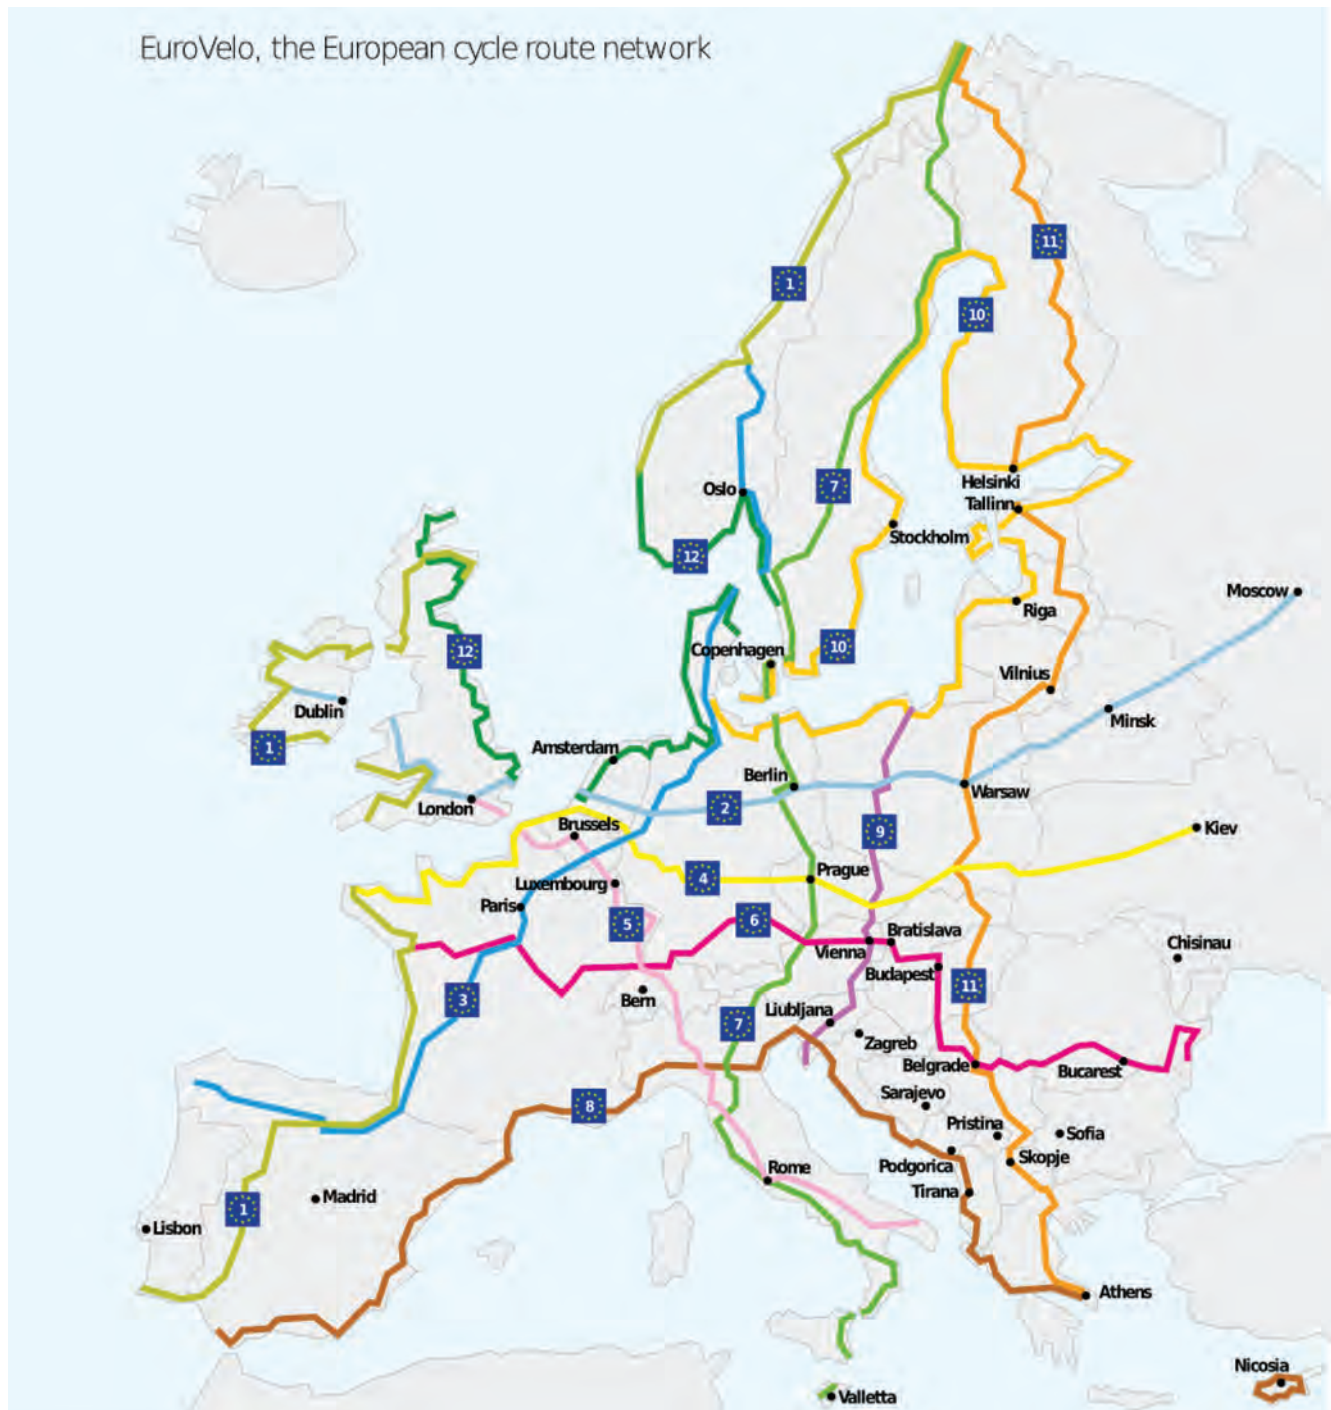 EuroVelo, the European cycle route network
11
1
10
7
Helsinki
Oslo
Tallinn
Stockholm
12
Moscow
Riga
12
10
Copenhagen
Vilnius
Dublin
Minsk
1
Amsterdam
Berlin
Warsaw
London
2
Brussels
9
Kiev
Prague
Luxembourg
4
Paris
5
6
Bratislava
Vienna
Chisinau
Budapest
11
Bern
3
Liubljana
7
Zagreb
Belgrade
Bucarest
Sarajevo
8
Pristina
Sofia
Skopje
Podgorica
Rome
Tirana
Madrid
1
Lisbon
Athens
Nicosia
Valletta